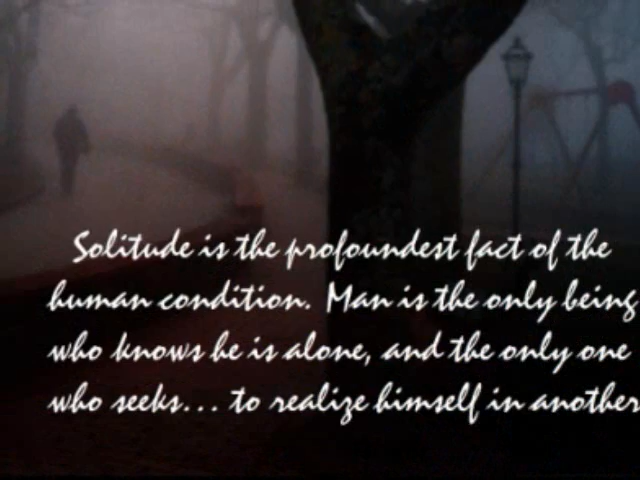 Solitude is the profoundest fact of the
human condition. Man is the only being
who knows he is alone, and the only one
who seeks... to realize himself in another